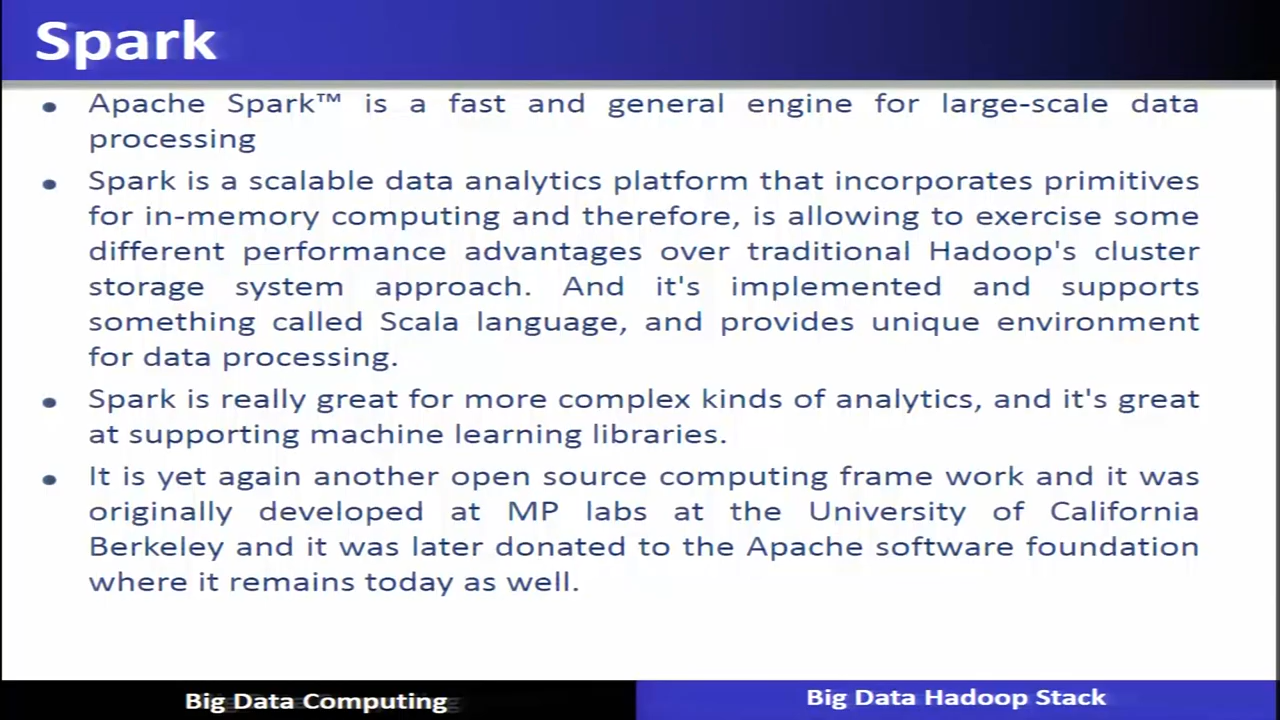 Spark
• Apache Spark™ is a fast and general engine for large-scale data
processing
• Spark is a scalable data analytics platform that incorporates primitives
for in-memory computing and therefore, is allowing to exercise some
different performance advantages over traditional Hadoop's cluster
storage system approach. And it's implemented and supports
something called Scala language, and provides unique environment
for data processing.
• Spark is really great for more complex kinds of analytics, and it's great
at supporting machine learning libraries.
• It is yet again another open source computing frame work and it was
originally developed at MP labs at the University of California
Berkeley and it was later donated to the Apache software foundation
where it remains today as well.
Big Data Computing
Big Data Hadoop Stack